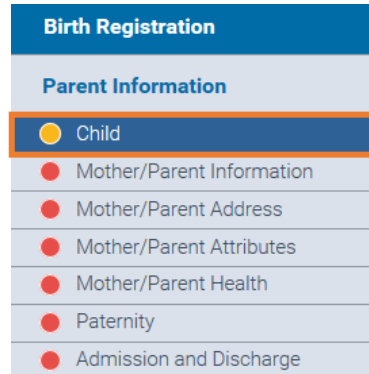 Birth Registration
Parent Information
Child
Mother/Parent Information
Mother/Parent Address
Mother/Parent Attributes
Mother/Parent Health
Paternity
Admission and Discharge